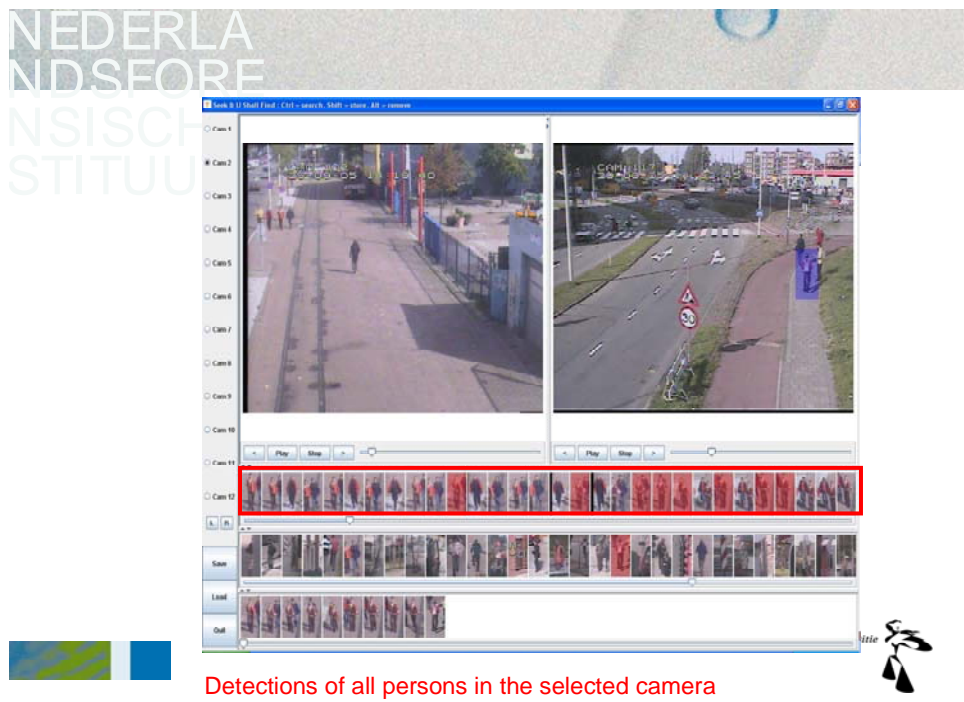 NEDERLA
NDSFORE
NSISCH
STITUU
Seek & U Shall Find : Ctrl = search, Shift = store, Alt = remove
Cam 1
Cam 2
Cam 3
Cam 4
Cam 5
Cam 6
Cam 7
Cam 8
Cam 9
Cam 10
Cam 11
Cam 12
30
< Play Stop >
< Play Stop >
L R
Save
Load
Quit
itie
Detections of all persons in the selected camera